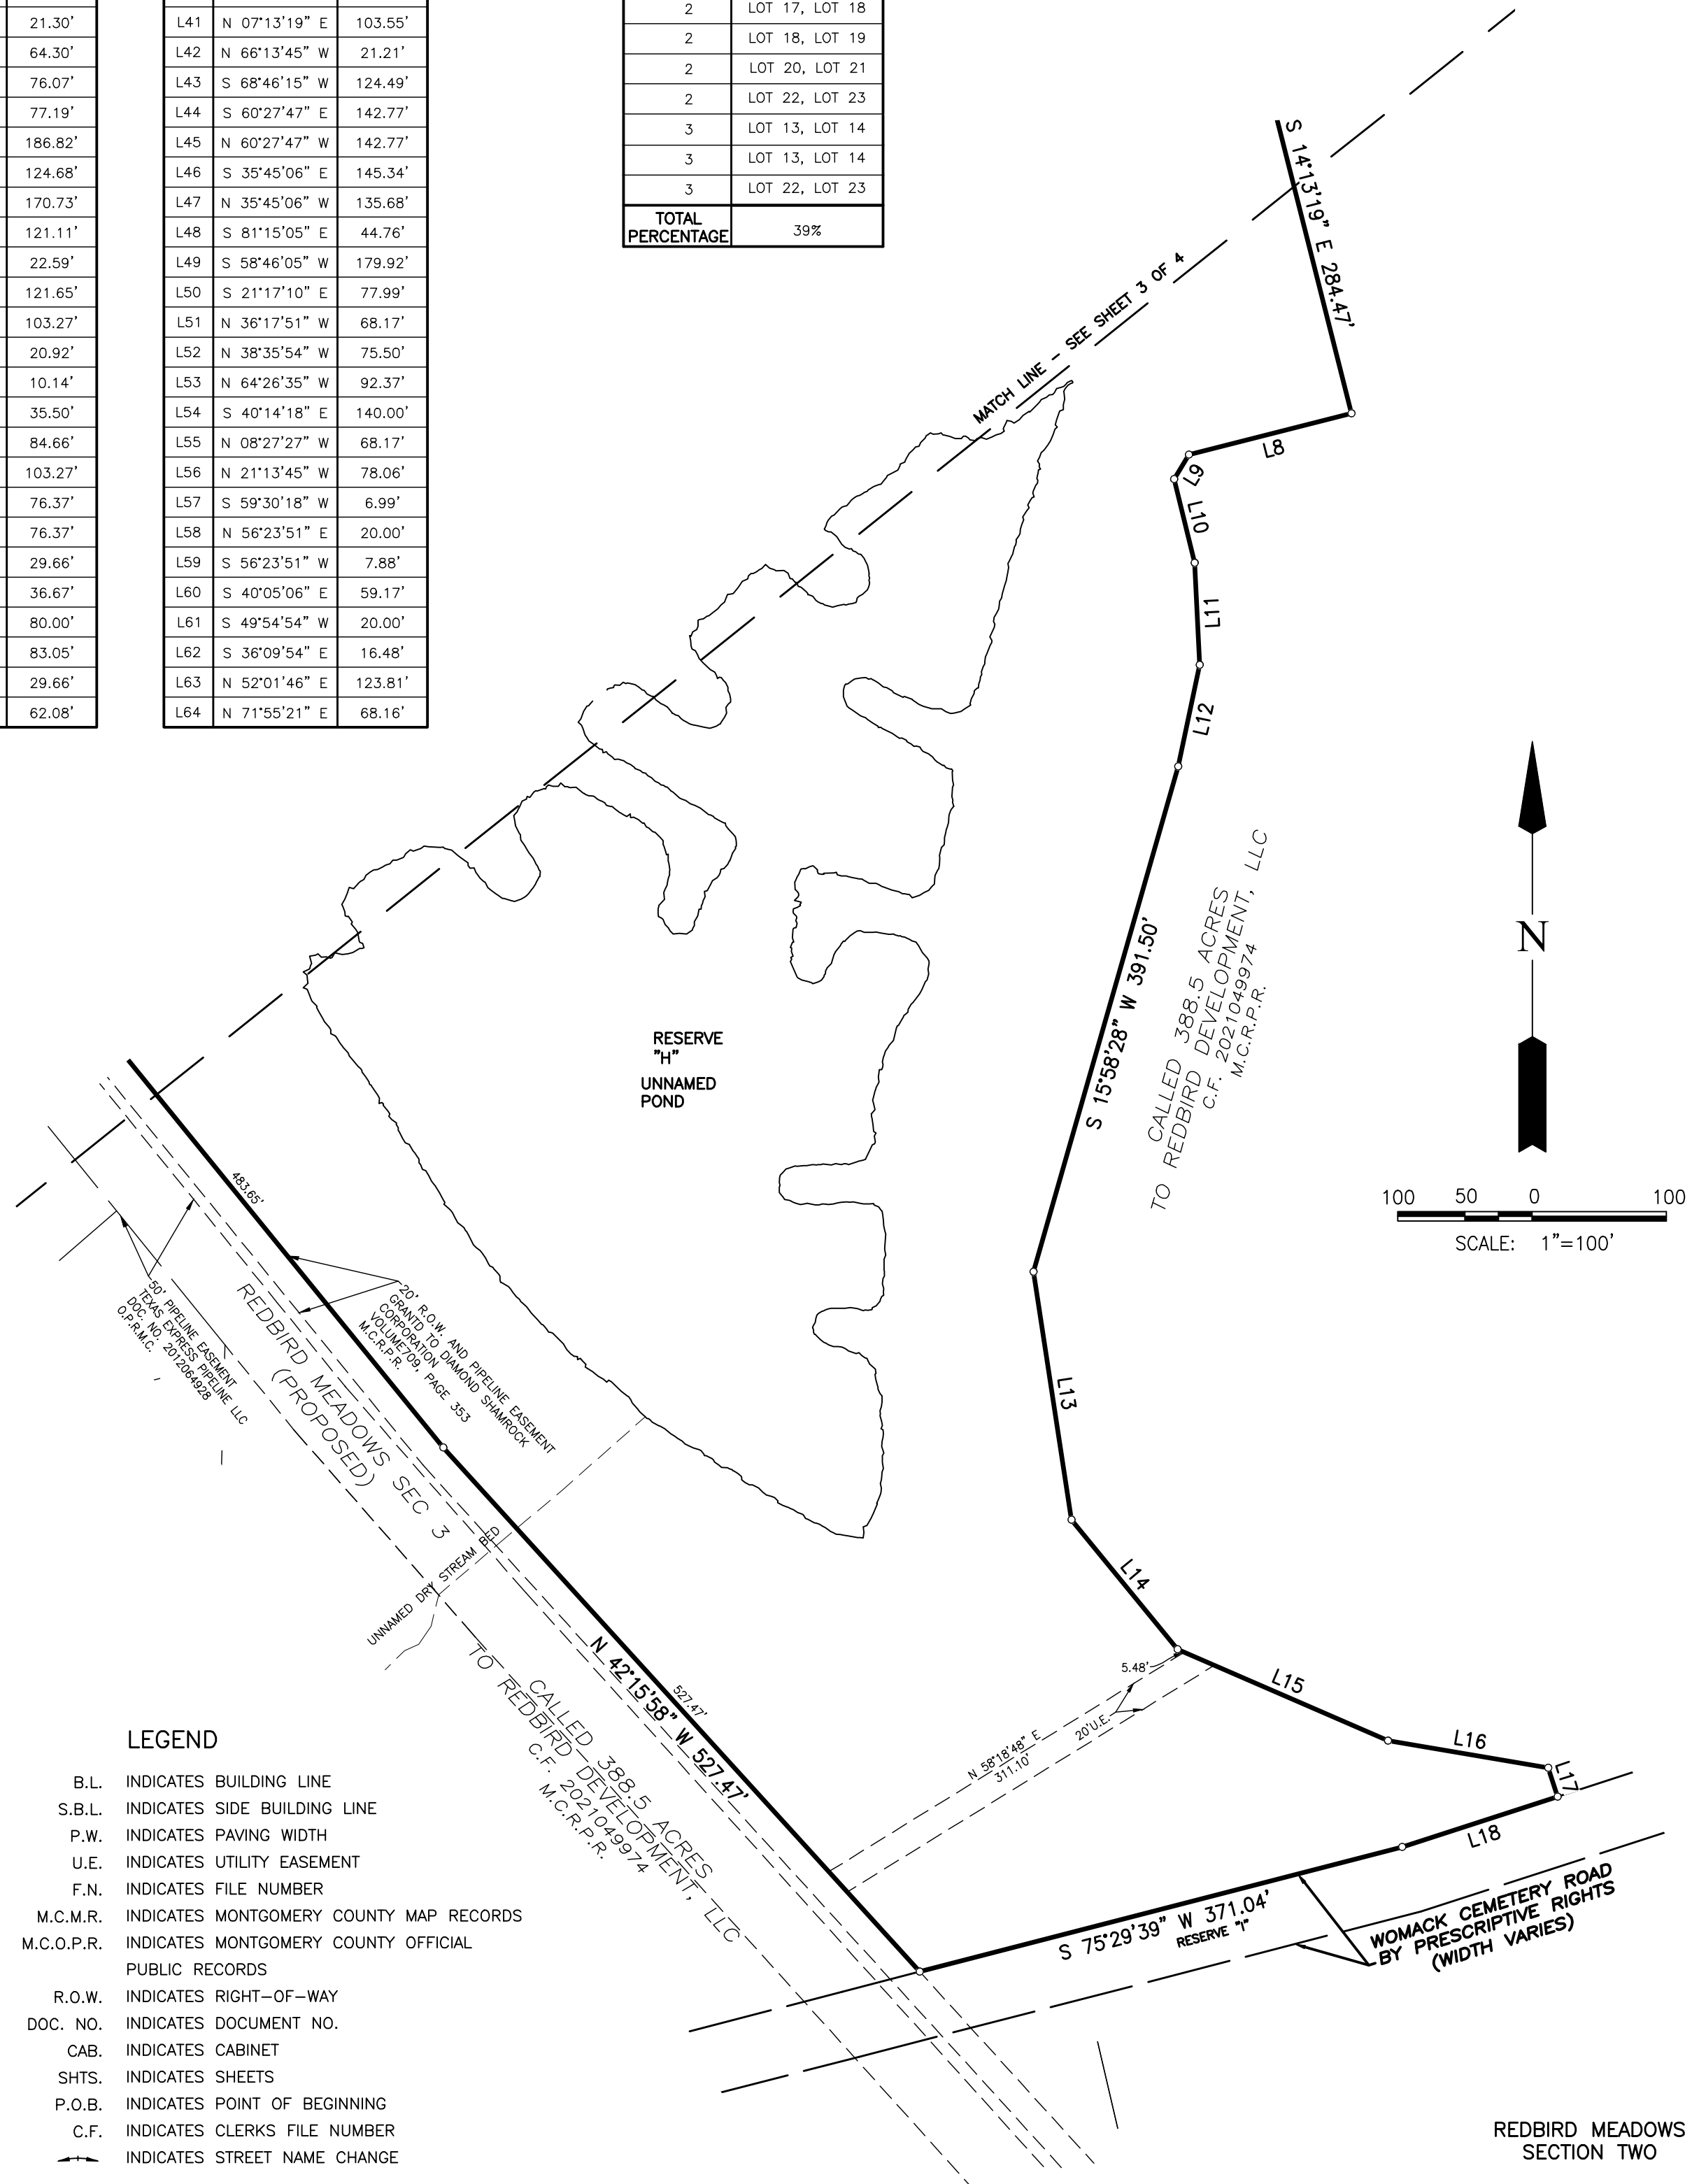 21.30'
64.30'
76.07'
77.19'
186.82'
124.68'
170.73'
121.11'
22.59'
121.65'
103.27'
20.92'
10.14'
35.50'
84.66'
103.27'
76.37'
76.37'
29.66'
36.67'
80.00'
83.05'
29.66'
62.08'
L41 N 07°13'19" E 103.55'
L42 N 66°13'45" W 21.21'
L43 S 68°46'15" W 124.49'
L44 S 60°27'47" E 142.77'
L45 N 60°27'47" W 142.77'
L46 S 35°45'06" E 145.34'
L47 N 35°45'06" W 135.68'
L48 S 81°15'05" E 44.76'
L49 S 58°46'05" W 179.92'
L50 S 21°17'10" E 77.99'
L51 N 36°17'51" W 68.17'
L52 N 38°35'54" W 75.50'
L53 N 64°26'35" W 92.37'
L54 S 40°14'18" E 140.00'
L55 N 08°27'27" W 68.17'
L56 N 21°13'45" W 78.06'
L57 S 59°30'18" W 6.99'
L58 N 56°23'51" E 20.00'
L59 S 56°23'51" W 7.88'
L60 S 40°05'06" E 59.17'
L61 S 49°54'54" W 20.00'
L62 S 36°09'54" E 16.48'
L63 N 52°01'46" E 123.81'
L64 N 71°55'21" E 68.16'
2 LOT 17, LOT 18
2 LOT 18, LOT 19
2 LOT 20, LOT 21
2 LOT 22, LOT 23
3 LOT 13, LOT 14
3 LOT 13, LOT 14
3 LOT 22, LOT 23
TOTAL PERCENTAGE 39%
S 14°13'19" E 284.47'
MATCH LINE - SEE SHEET 3 OF 4
L8
L9
L10
L11
L12
S 15°58'28" W 391.50'
CALLED 388.5 ACRES
TO REDBIRD DEVELOPMENT, LLC
C.F. 2021049974
M.C.R.P.R.
N
100 50 0 100
SCALE: 1"=100'
RESERVE
"H"
UNNAMED
POND
483.65'
50' PIPELINE EASEMENT
TEXAS EXPRESS PIPELINE LLC
DOC. NO. 2012064928
O.P.R.M.C.
20' R.O.W. AND PIPELINE EASEMENT
GRANTD TO DIAMOND SHAMROCK
CORPORATION
VOLUME709, PAGE 353
M.C.R.P.R.
REDBIRD MEADOWS SEC 3
(PROPOSED)
UNNAMED DRY STREAM BED
L13
L14
L15
L16
L17
L18
5.48'
20'U.E.
N 58°18'48" E
311.10'
527.47'
N 42°15'58" W 527.47'
CALLED 388.5 ACRES
TO REDBIRD DEVELOPMENT, LLC
C.F. 2021049974
M.C.R.P.R.
S 75°29'39" W 371.04'
RESERVE "I"
WOMACK CEMETERY ROAD
BY PRESCRIPTIVE RIGHTS
(WIDTH VARIES)
LEGEND
B.L. INDICATES BUILDING LINE
S.B.L. INDICATES SIDE BUILDING LINE
P.W. INDICATES PAVING WIDTH
U.E. INDICATES UTILITY EASEMENT
F.N. INDICATES FILE NUMBER
M.C.M.R. INDICATES MONTGOMERY COUNTY MAP RECORDS
M.C.O.P.R. INDICATES MONTGOMERY COUNTY OFFICIAL
PUBLIC RECORDS
R.O.W. INDICATES RIGHT-OF-WAY
DOC. NO. INDICATES DOCUMENT NO.
CAB. INDICATES CABINET
SHTS. INDICATES SHEETS
P.O.B. INDICATES POINT OF BEGINNING
C.F. INDICATES CLERKS FILE NUMBER
INDICATES STREET NAME CHANGE
REDBIRD MEADOWS
SECTION TWO